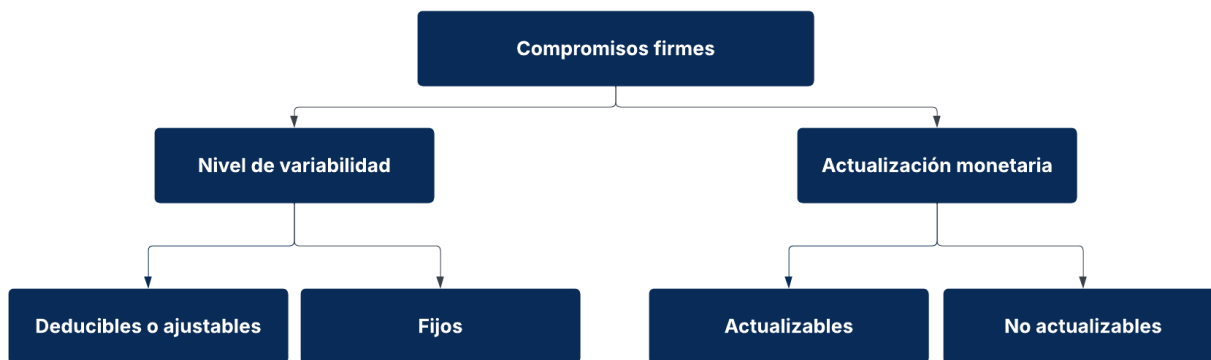 Compromisos firmes
Nivel de variabilidad
Actualización monetaria
Deducibles o ajustables
Fijos
Actualizables
No actualizables